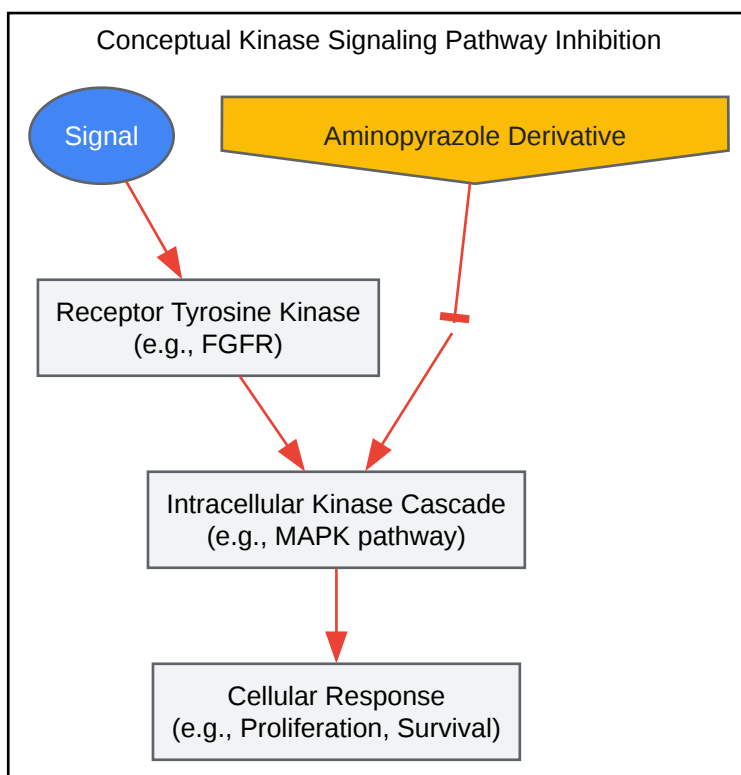 Conceptual Kinase Signaling Pathway Inhibition
Signal
Aminopyrazole Derivative
Receptor Tyrosine Kinase
(e.g., FGFR)
Intracellular Kinase Cascade
(e.g., MAPK pathway)
Cellular Response
(e.g., Proliferation, Survival)